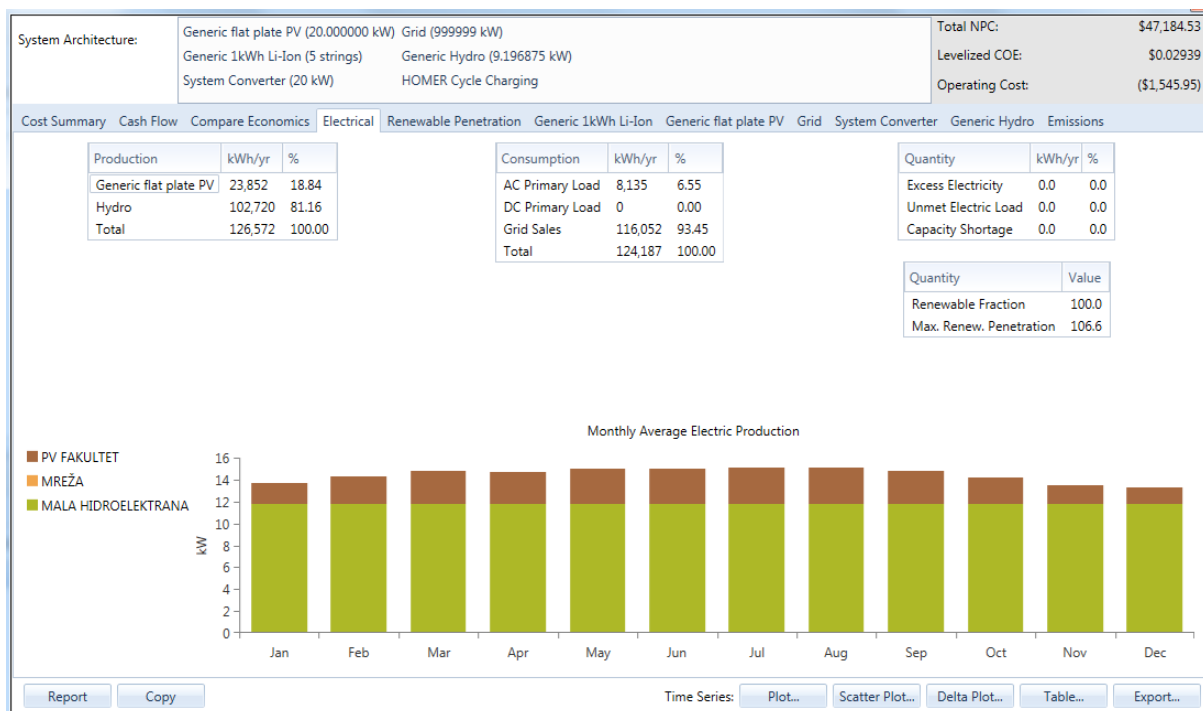 System Architecture:
Generic flat plate PV (20.000000 kW) Grid (999999 kW)
Generic 1kWh Li-Ion (5 strings) Generic Hydro (9.196875 kW)
System Converter (20 kW) HOMER Cycle Charging
Total NPC: $47,184.53
Levelized COE: $0.02939
Operating Cost: ($1,545.95)
Cost Summary Cash Flow Compare Economics Electrical Renewable Penetration Generic 1kWh Li-Ion Generic flat plate PV Grid System Converter Generic Hydro Emissions
Production kWh/yr %
Generic flat plate PV 23,852 18.84
Hydro 102,720 81.16
Total 126,572 100.00
Consumption kWh/yr %
AC Primary Load 8,135 6.55
DC Primary Load 0 0.00
Grid Sales 116,052 93.45
Total 124,187 100.00
Quantity kWh/yr %
Excess Electricity 0.0 0.0
Unmet Electric Load 0.0 0.0
Capacity Shortage 0.0 0.0
Quantity Value
Renewable Fraction 100.0
Max. Renew. Penetration 106.6
Monthly Average Electric Production
PV FAKULTET
MREŽA
MALA HIDROELEKTRANA
kW
16
14
12
10
8
6
4
2
0
Jan Feb Mar Apr May Jun Jul Aug Sep Oct Nov Dec
Report Copy Time Series: Plot... Scatter Plot... Delta Plot... Table... Export...